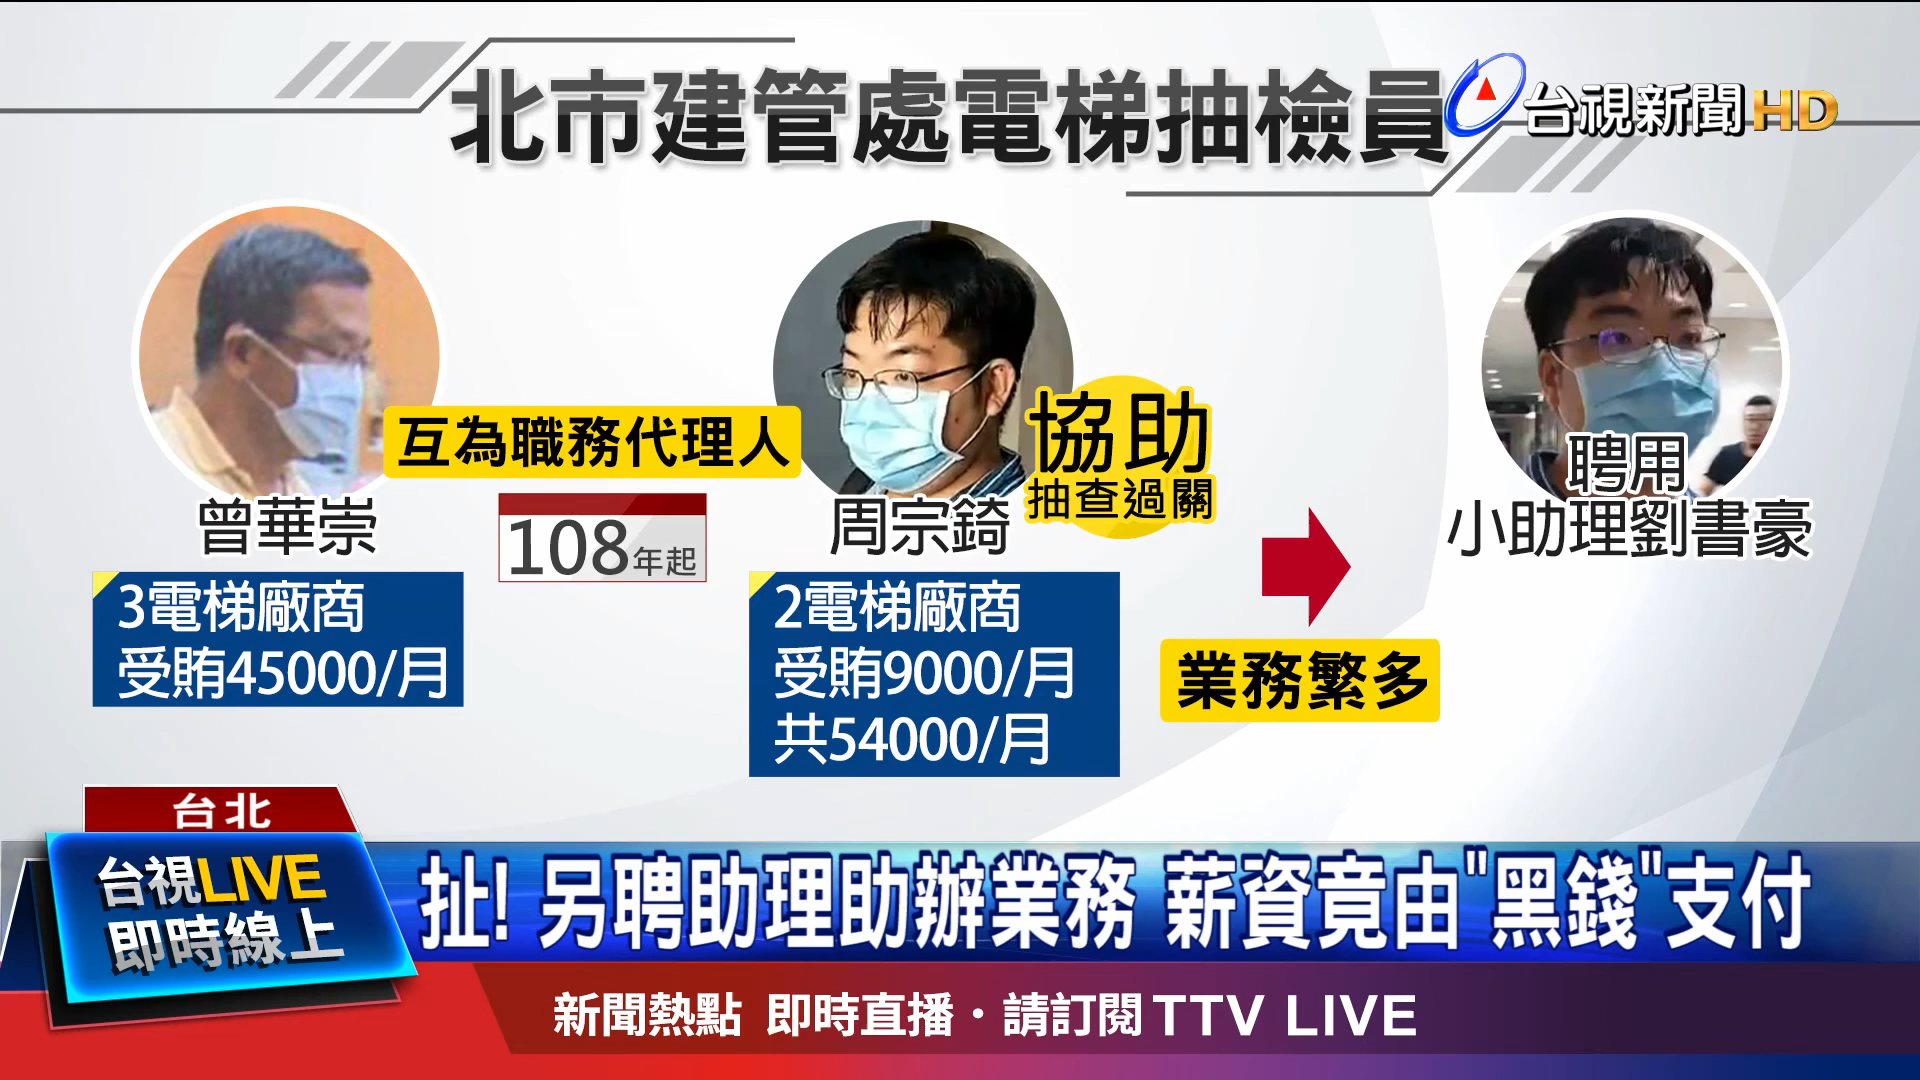 北市建管處電梯抽檢員
台視新聞HD
互為職務代理人
協助
抽查過關
曾華崇
108年起
周宗錡
聘用
小助理劉書豪
3電梯廠商
受賄45000/月
2電梯廠商
受賄9000/月
共54000/月
業務繁多
台北
台視LIVE
即時線上
扯! 另聘助理助辦業務 薪資竟由"黑錢"支付
新聞熱點 即時直播·請訂閱TTV LIVE